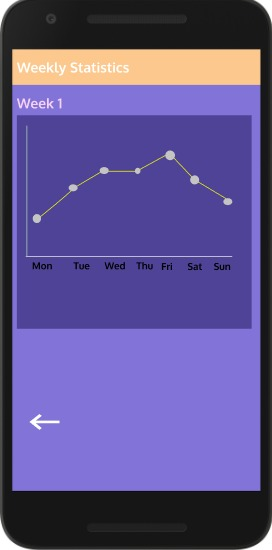 Weekly Statistics
Week 1
Mon Tue Wed Thu Fri Sat Sun